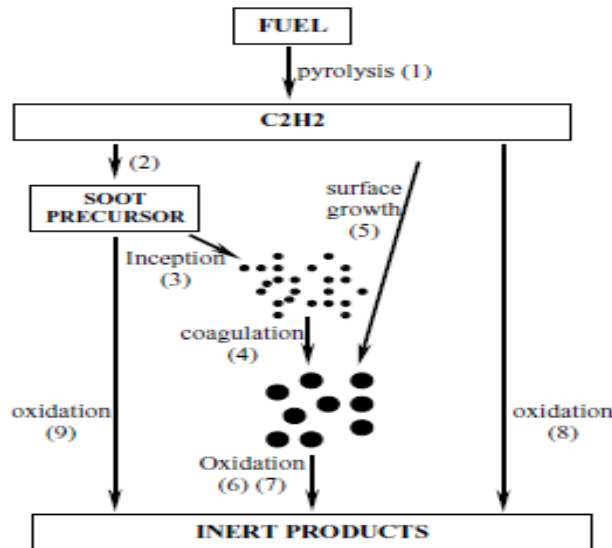 FUEL
pyrolysis (1)
C2H2
(2)
SOOT
PRECURSOR
surface
growth
(5)
Inception
(3)
coagulation
(4)
oxidation
(9)
Oxidation
(6) (7)
oxidation
(8)
INERT PRODUCTS